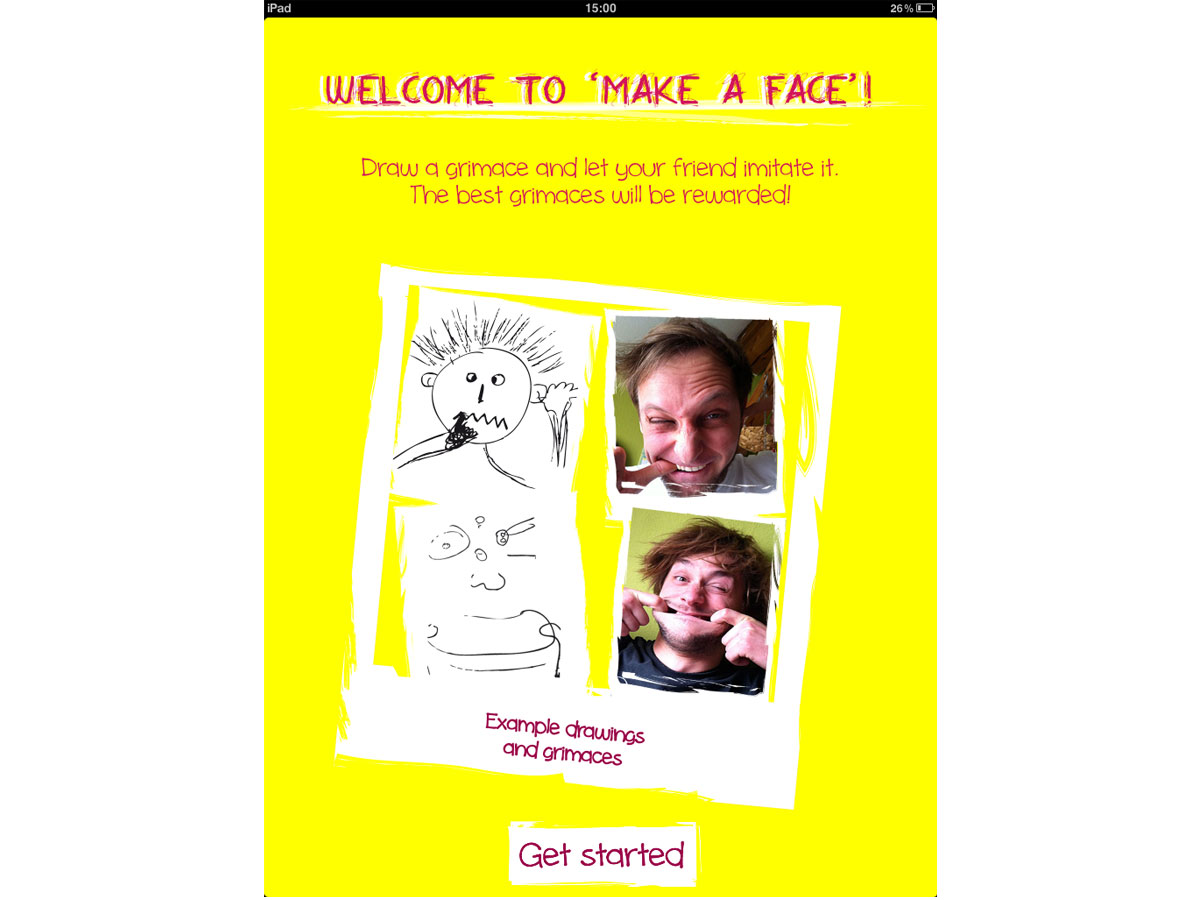 iPad 15:00 26%
WELCOME TO ‘MAKE A FACE’!
Draw a grimace and let your friend imitate it.
The best grimaces will be rewarded!
Example drawings
and grimaces
Get started